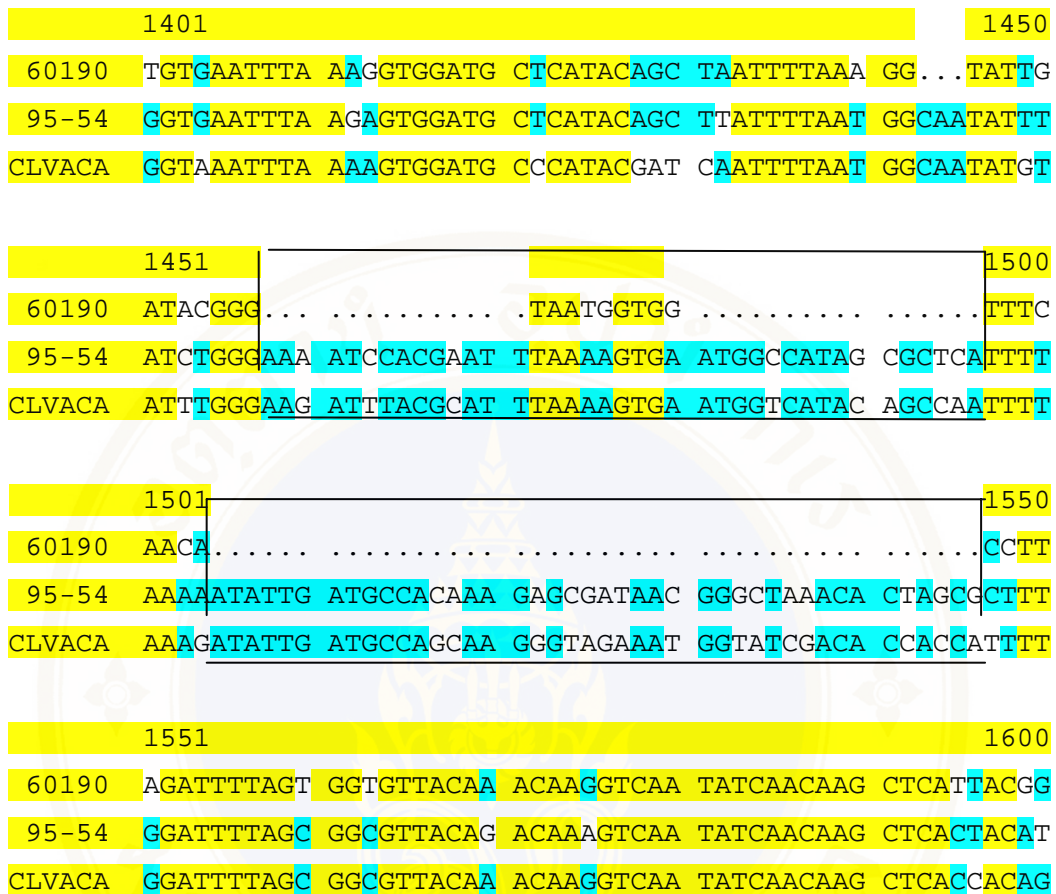 1401 1450
60190 TGTGAATTTA AAGGTGGATG CTCATACAGC TAATTTTAAA GG...TATTG
95-54 GGTGAATTTA AGAGTGGATG CTCATACAGC TTATTTTAAT GGCAATATTT
CLVACA GGTAAATTTA AAAGTGGATG CCCATACGAT CAATTTTAAT GGCAATATGT
1451 1500
60190 ATACGGG... .......... .TAATGGTGG .......... ......TTTC
95-54 ATCTGGGAAA ATCCACGAAT TTAAAAGTGA ATGGCCATAG CGCTCATTTT
CLVACA ATTTGGGAAG ATTTACGCAT TTAAAAGTGA ATGGTCATAC AGCCAATTTT
1501 1550
60190 AACA...... .......... .......... .......... ......CCTT
95-54 AAAAATATTG ATGCCACAAA GAGCGATAAC GGGCTAAACA CTAGCGCTTT
CLVACA AAAGATATTG ATGCCAGCAA GGGTAGAAAT GGTATCGACA CCACCATTTT
1551 1600
60190 AGATTTTAGT GGTGTTACAA ACAAGGTCAA TATCAACAAG CTCATTACGG
95-54 GGATTTTAGC GGCGTTACAG ACAAAGTCAA TATCAACAAG CTCACTACAT
CLVACA GGATTTTAGC GGCGTTACAA ACAAGGTCAA TATCAACAAG CTCACCACAG